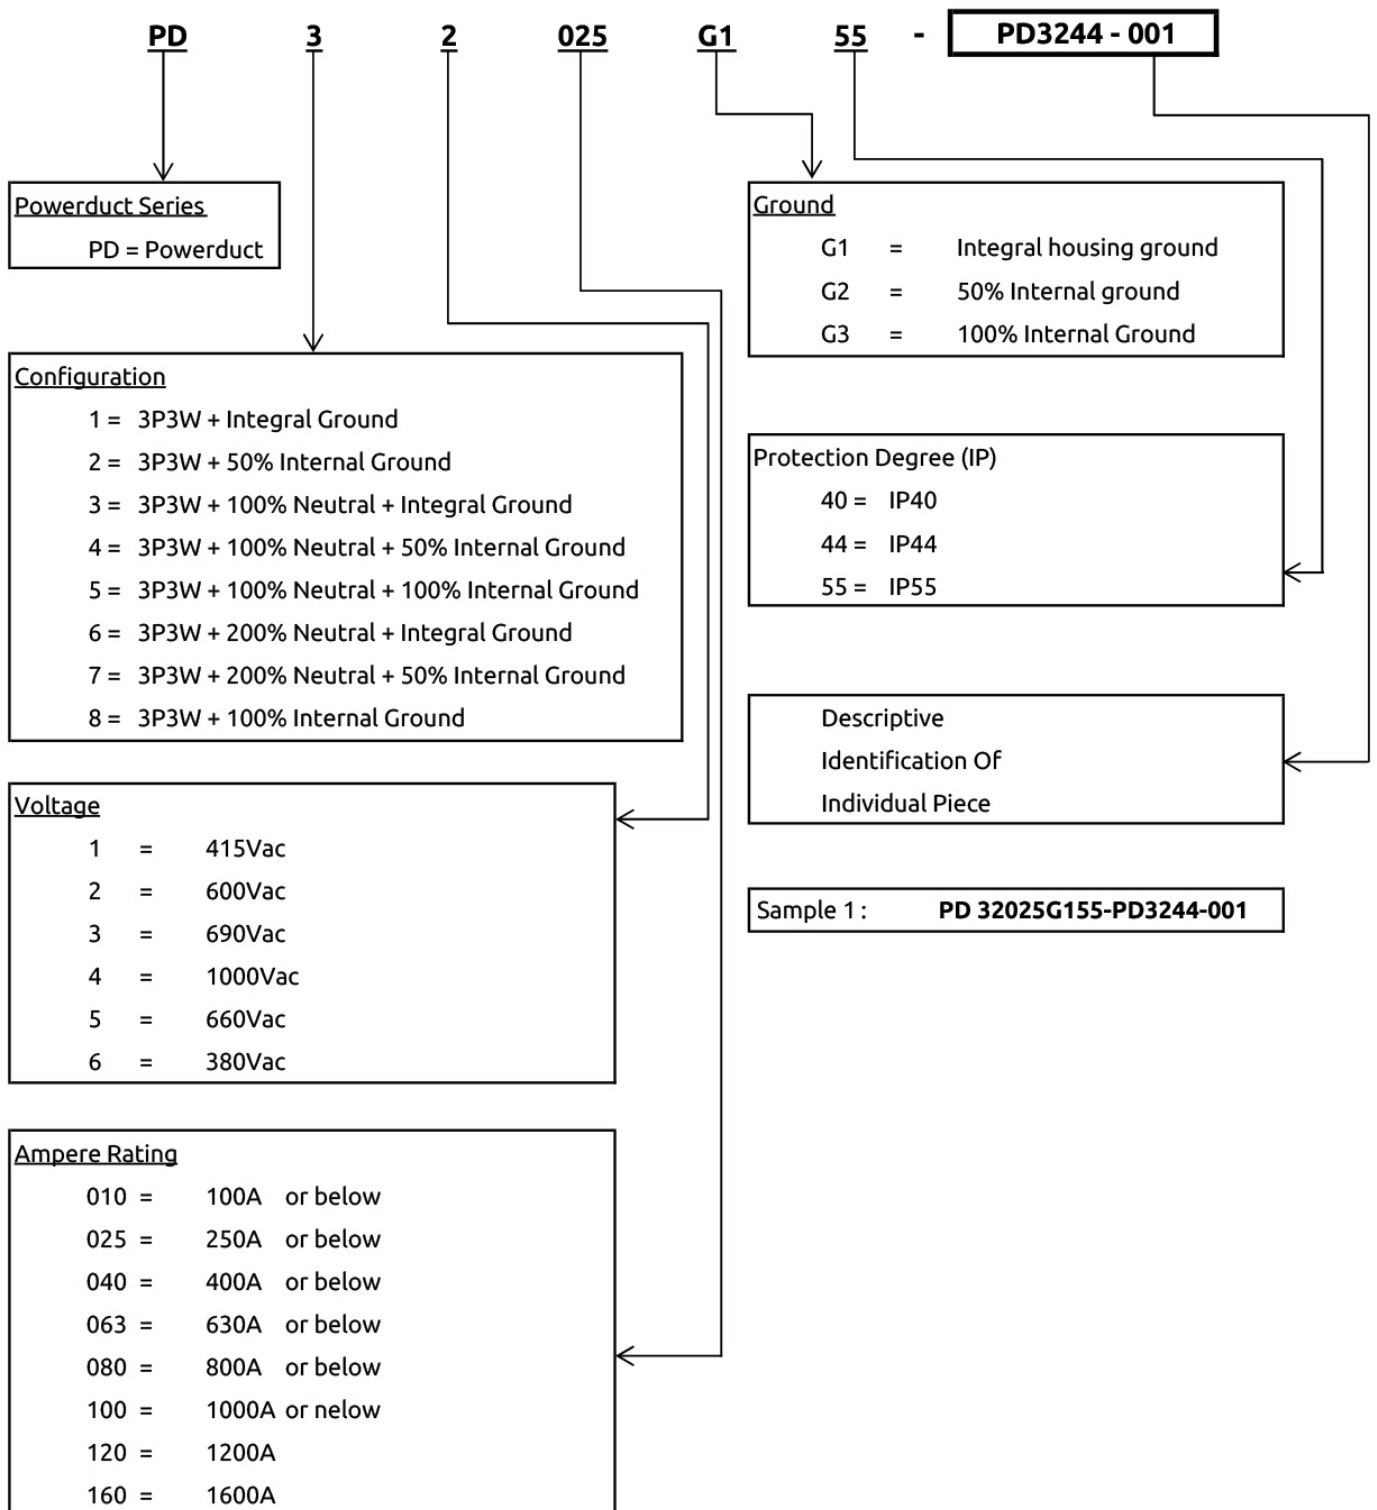 PD 3 2 025 G1 55 - PD3244 - 001
Powerduct Series
PD = Powerduct
Configuration
1 = 3P3W + Integral Ground
2 = 3P3W + 50% Internal Ground
3 = 3P3W + 100% Neutral + Integral Ground
4 = 3P3W + 100% Neutral + 50% Internal Ground
5 = 3P3W + 100% Neutral + 100% Internal Ground
6 = 3P3W + 200% Neutral + Integral Ground
7 = 3P3W + 200% Neutral + 50% Internal Ground
8 = 3P3W + 100% Internal Ground
Voltage
1 = 415Vac
2 = 600Vac
3 = 690Vac
4 = 1000Vac
5 = 660Vac
6 = 380Vac
Ampere Rating
010 = 100A or below
025 = 250A or below
040 = 400A or below
063 = 630A or below
080 = 800A or below
100 = 1000A or nelow
120 = 1200A
160 = 1600A
Ground
G1 = Integral housing ground
G2 = 50% Internal ground
G3 = 100% Internal Ground
Protection Degree (IP)
40 = IP40
44 = IP44
55 = IP55
Descriptive
Identification Of
Individual Piece
Sample 1 : PD 32025G155-PD3244-001